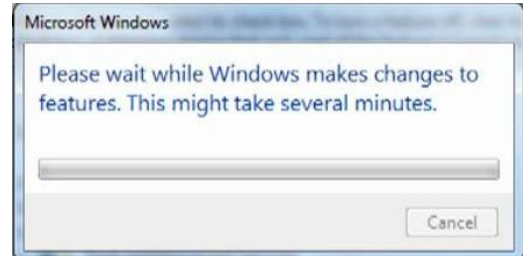 Microsoft Windows
Please wait while Windows makes changes to
features. This might take several minutes.
Cancel